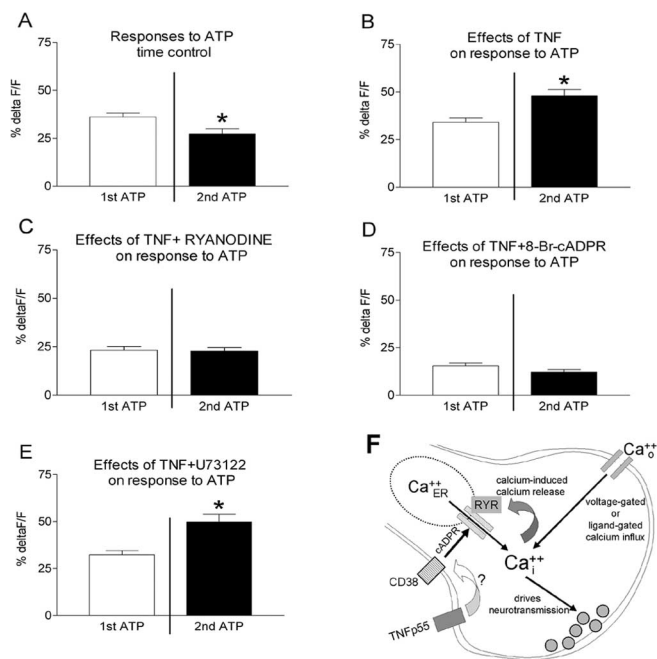 A
Responses to ATP
time control
% delta F/F
75
50
25
0
*
1st ATP
2nd ATP
B
Effects of TNF
on response to ATP
% delta F/F
75
50
25
0
*
1st ATP
2nd ATP
C
Effects of TNF+ RYANODINE
on response to ATP
% deltaF/F
75
50
25
0
1st ATP
2nd ATP
D
Effects of TNF+8-Br-cADPR
on response to ATP
% delta F/F
75
50
25
0
1st ATP
2nd ATP
E
Effects of TNF+U73122
on response to ATP
% deltaF/F
75
50
25
0
*
1st ATP
2nd ATP
F
Ca++o
Ca++ER
RYR
calcium-induced
calcium release
voltage-gated
or
ligand-gated
calcium influx
cADPR
Ca++i
CD38
?
drives
neurotransmission
TNFp55